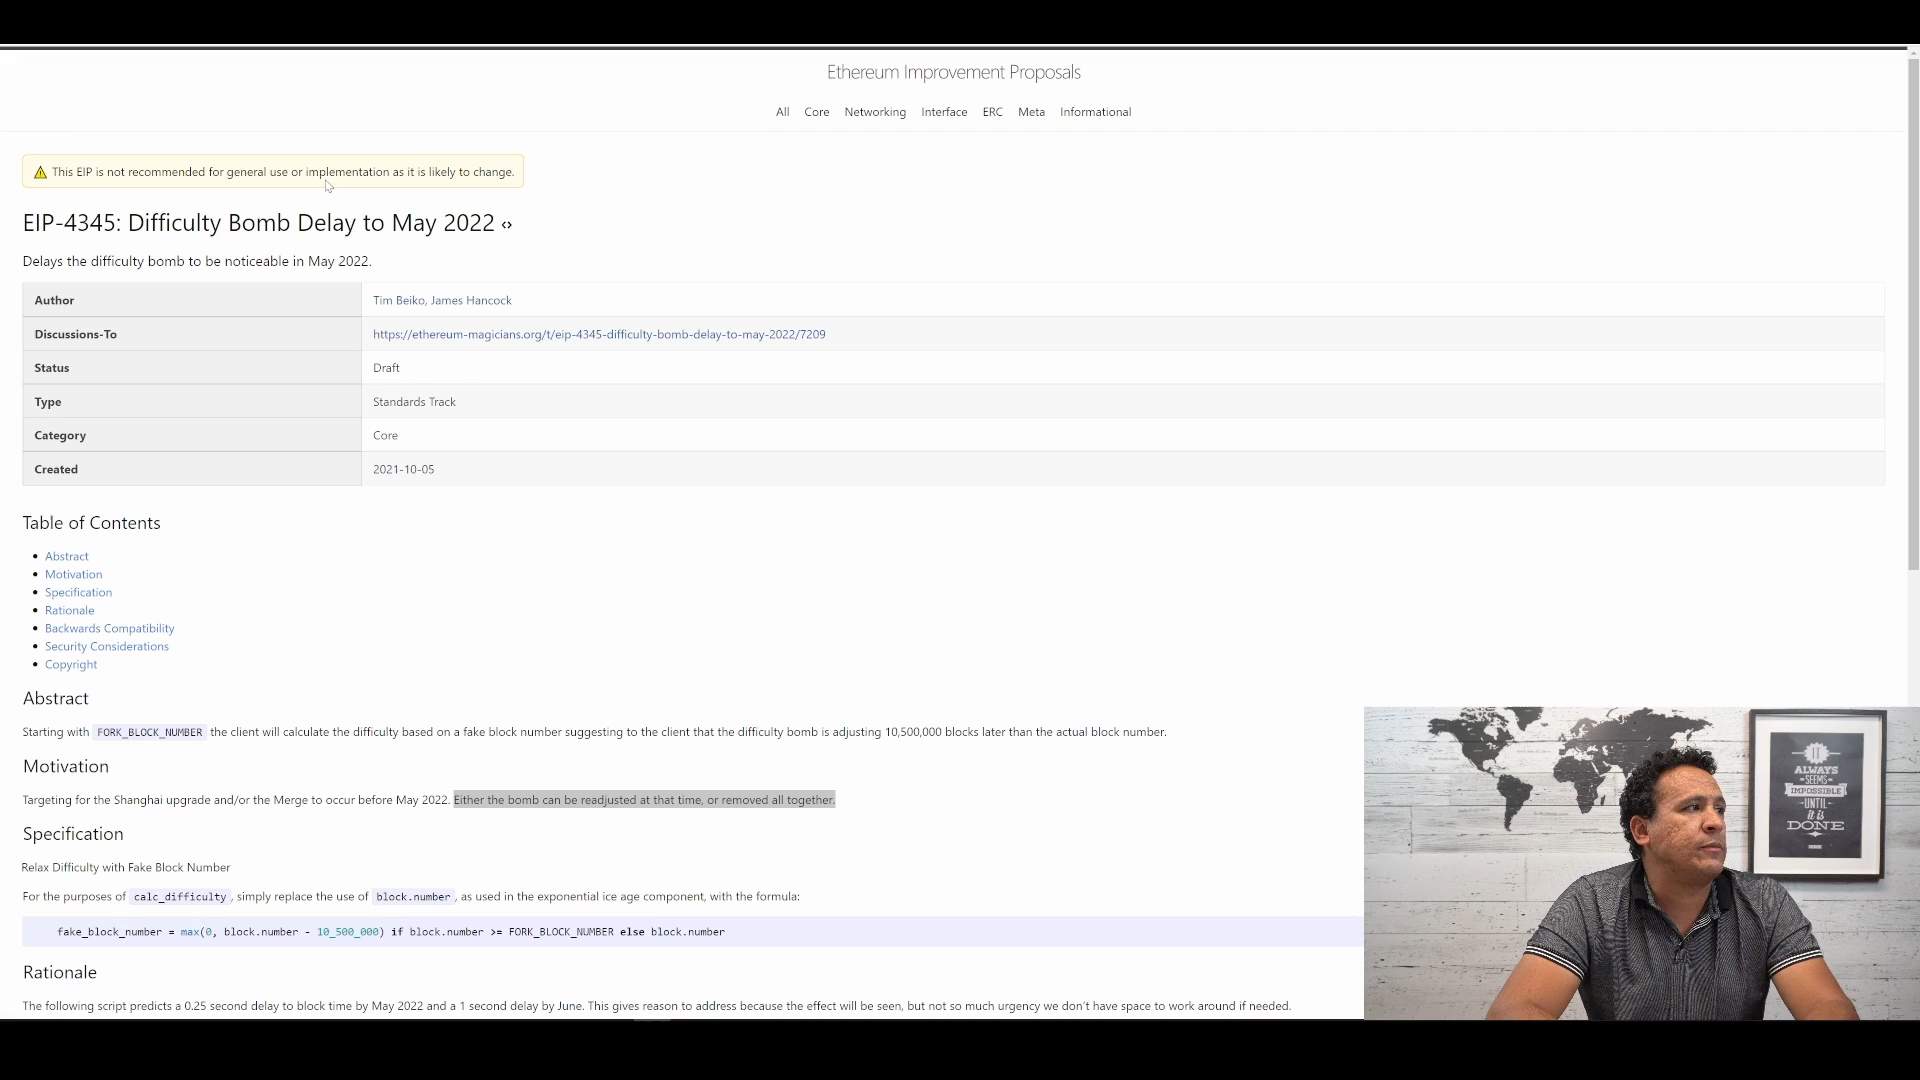 Ethereum Improvement Proposals
All Core Networking Interface ERC Meta Informational
This EIP is not recommended for general use or implementation as it is likely to change.
EIP-4345: Difficulty Bomb Delay to May 2022
Delays the difficulty bomb to be noticeable in May 2022.
Author Tim Beiko, James Hancock
Discussions-To https://ethereum-magicians.org/t/eip-4345-difficulty-bomb-delay-to-may-2022/7209
Status Draft
Type Standards Track
Category Core
Created 2021-10-05
Table of Contents
Abstract
Motivation
Specification
Rationale
Backwards Compatibility
Security Considerations
Copyright
Abstract
Starting with FORK_BLOCK_NUMBER the client will calculate the difficulty based on a fake block number suggesting to the client that the difficulty bomb is adjusting 10,500,000 blocks later than the actual block number.
Motivation
Targeting for the Shanghai upgrade and/or the Merge to occur before May 2022. Either the bomb can be readjusted at that time, or removed all together.
Specification
Relax Difficulty with Fake Block Number
For the purposes of calc_difficulty, simply replace the use of block.number, as used in the exponential ice age component, with the formula:
fake_block_number = max(0, block.number - 10_500_000) if block.number >= FORK_BLOCK_NUMBER else block.number
Rationale
The following script predicts a 0.25 second delay to block time by May 2022 and a 1 second delay by June. This gives reason to address because the effect will be seen, but not so much urgency we don't have space to work around if needed.
IT
ALWAYS
SEEMS
IMPOSSIBLE
UNTIL
it is
DONE